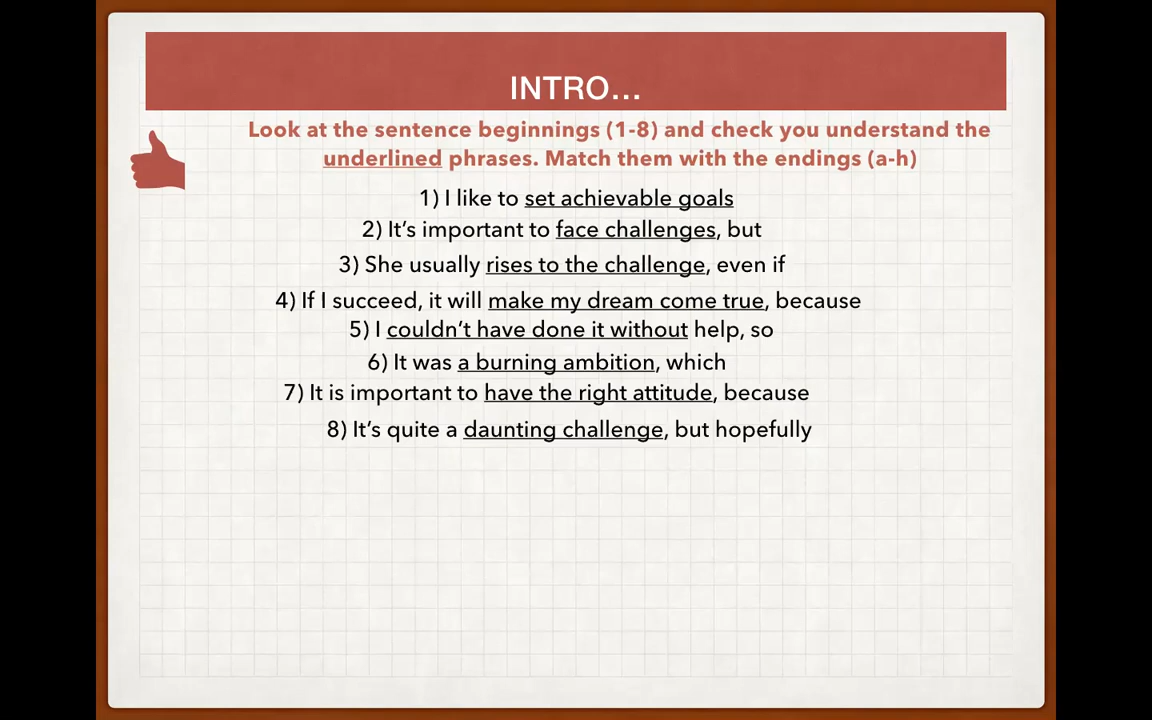 INTRO...
Look at the sentence beginnings (1-8) and check you understand the
underlined phrases. Match them with the endings (a-h)
1) I like to set achievable goals
2) It’s important to face challenges, but
3) She usually rises to the challenge, even if
4) If I succeed, it will make my dream come true, because
5) I couldn’t have done it without help, so
6) It was a burning ambition, which
7) It is important to have the right attitude, because
8) It’s quite a daunting challenge, but hopefully